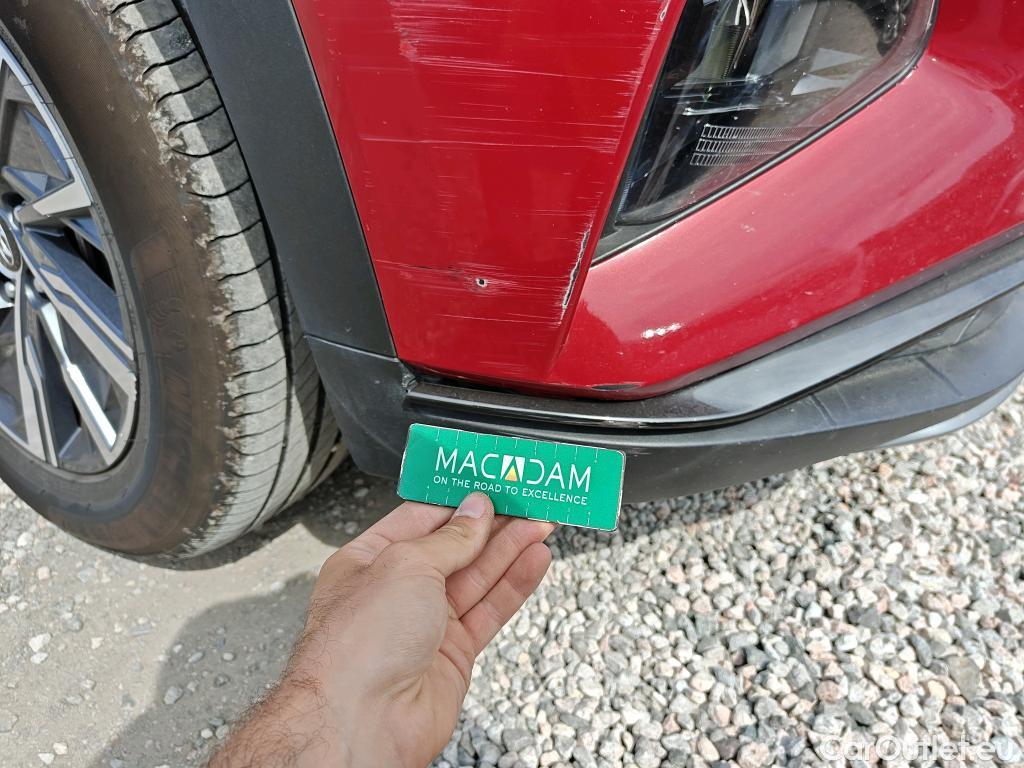 MACADAM
ON THE ROAD TO EXCELLENCE
CarOutlet.eu